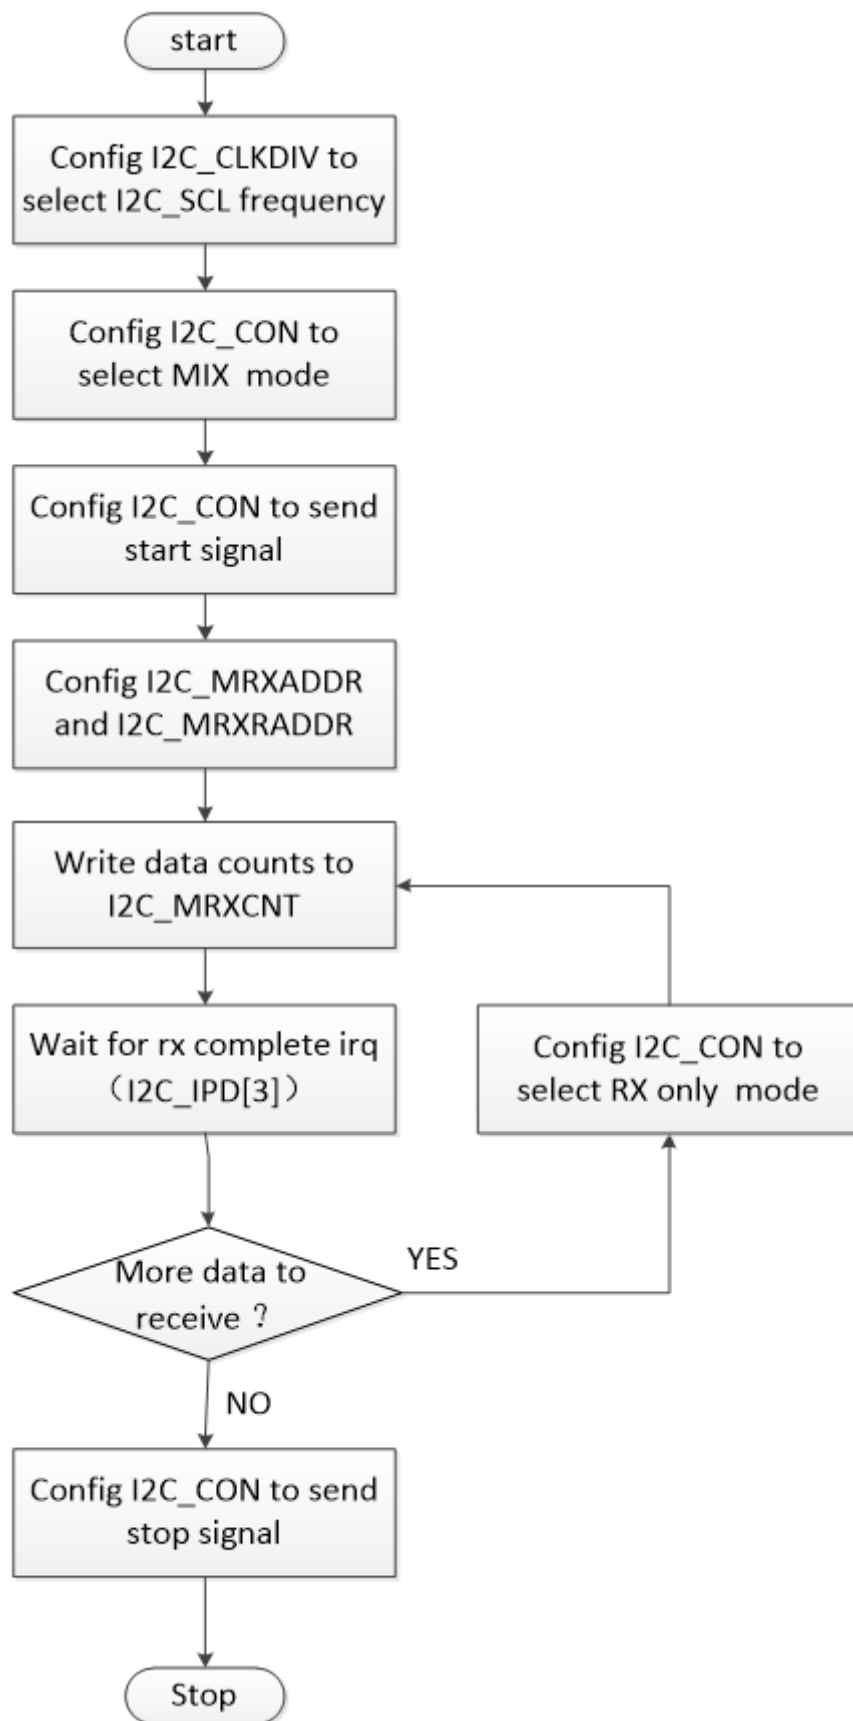 start
Config I2C_CLKDIV to
select I2C_SCL frequency
Config I2C_CON to
select MIX  mode
Config I2C_CON to send
start signal
Config I2C_MRXADDR
and I2C_MRXRADDR
Write data counts to
I2C_MRXCNT
Wait for rx complete irq
（I2C_IPD[3]）
Config I2C_CON to
select RX only  mode
More data to
receive？
YES
NO
Config I2C_CON to send
stop signal
Stop